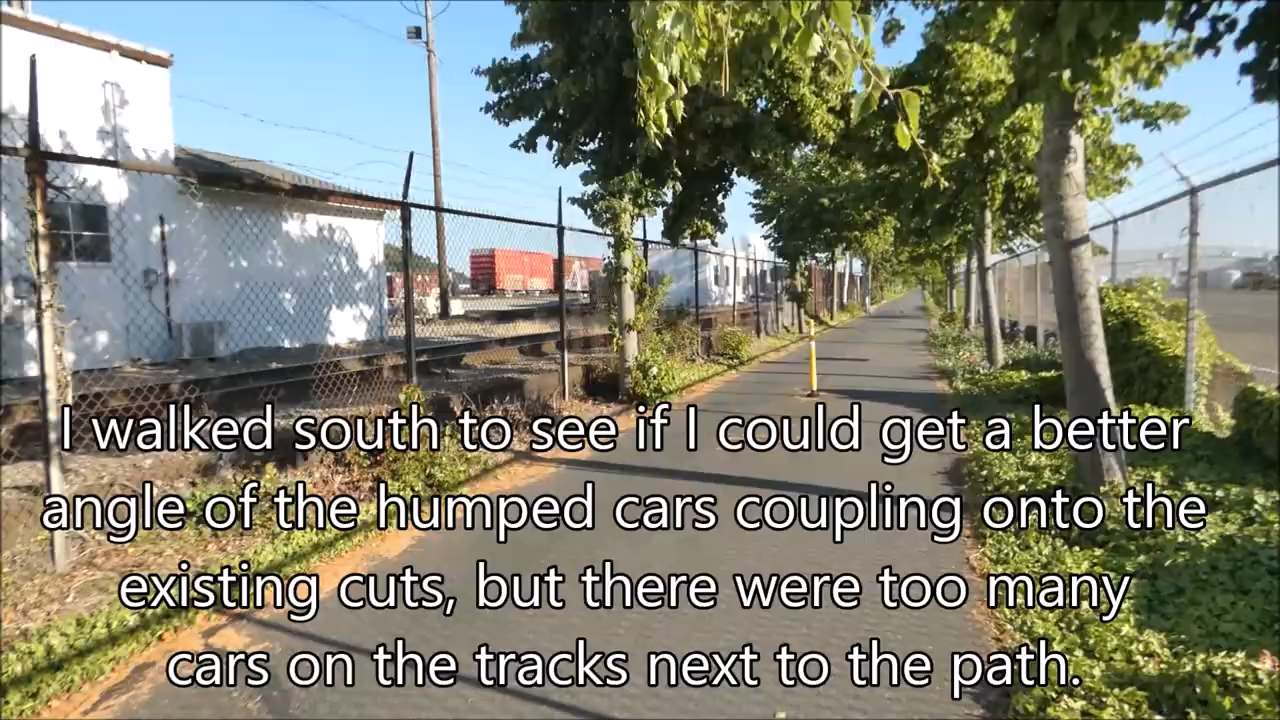 I walked south to see if I could get a better
angle of the humped cars coupling onto the
existing cuts, but there were too many
cars on the tracks next to the path.